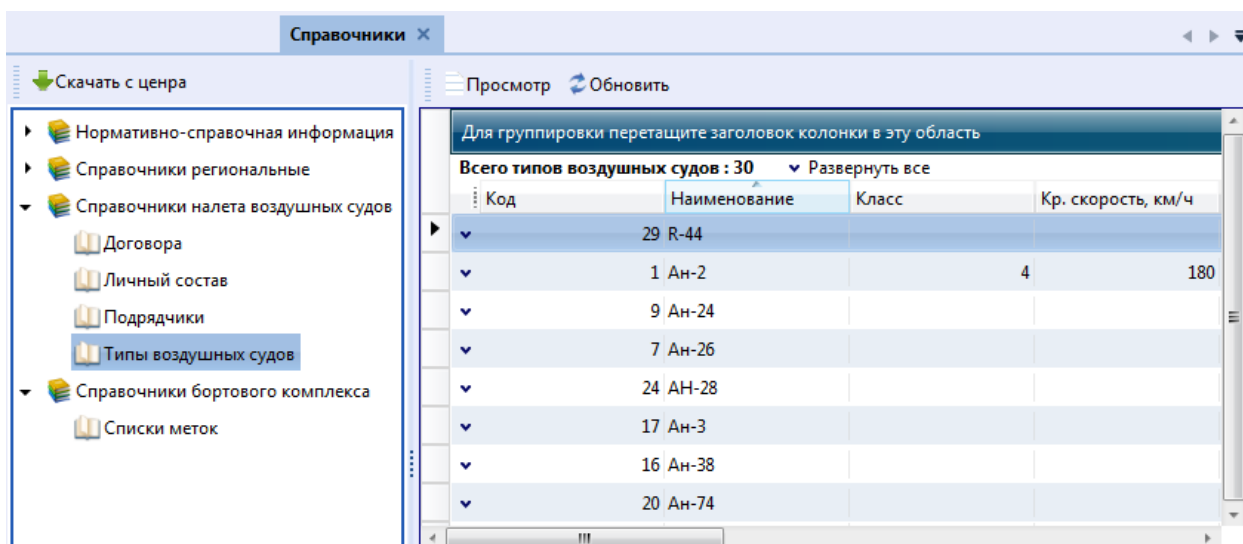 Справочники
Скачать с ценра
Просмотр Обновить
Нормативно-справочная информация
Справочники региональные
Справочники налета воздушных судов
Договора
Личный состав
Подрядчики
Типы воздушных судов
Справочники бортового комплекса
Списки меток
Для группировки перетащите заголовок колонки в эту область
Всего типов воздушных судов : 30 Развернуть все
Код Наименование Класс Кр. скорость, км/ч
29 R-44
1 Ан-2 4 180
9 Ан-24
7 Ан-26
24 АН-28
17 Ан-3
16 Ан-38
20 Ан-74